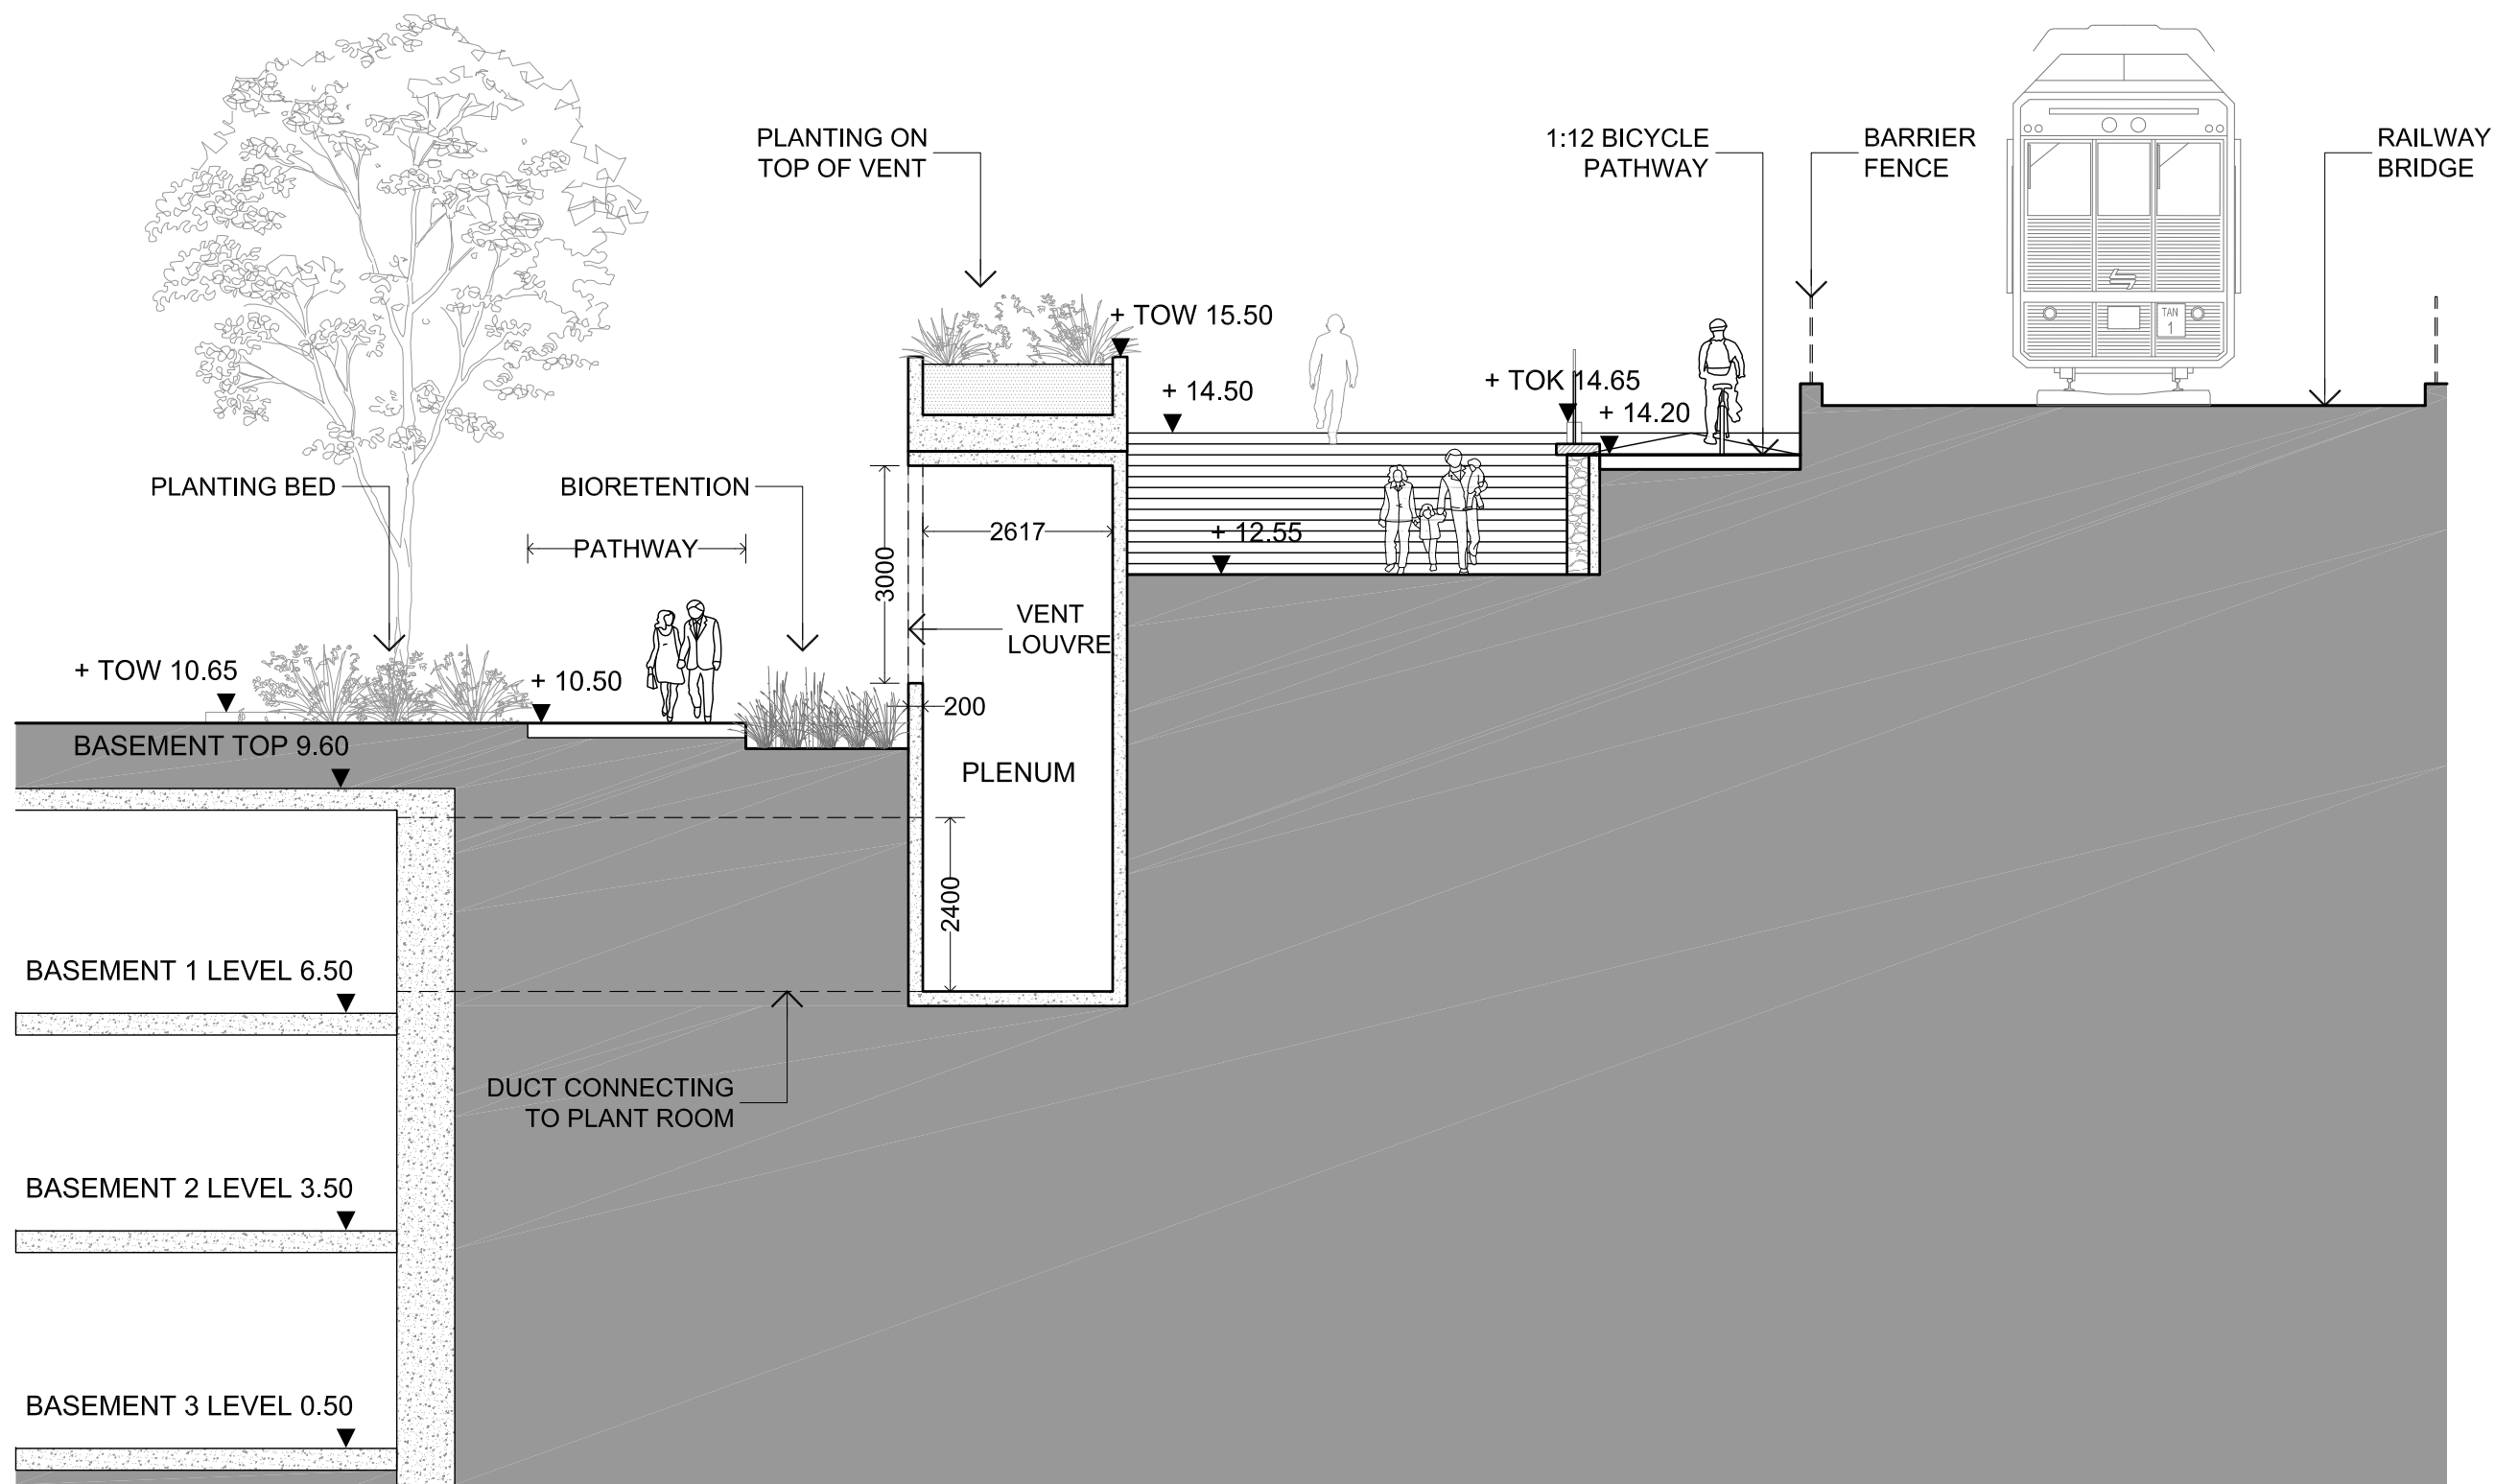 PLANTING ON
TOP OF VENT
1:12 BICYCLE
PATHWAY
BARRIER
FENCE
RAILWAY
BRIDGE
TAN
1
+ TOW 15.50
+ 14.50
+ TOK 14.65
+ 14.20
PLANTING BED
BIORETENTION
PATHWAY
2617
+ 12.55
3000
VENT
LOUVRE
+ TOW 10.65
+ 10.50
200
BASEMENT TOP 9.60
PLENUM
2400
BASEMENT 1 LEVEL 6.50
DUCT CONNECTING
TO PLANT ROOM
BASEMENT 2 LEVEL 3.50
BASEMENT 3 LEVEL 0.50